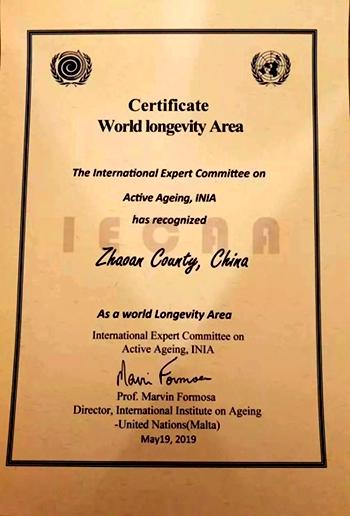 Certificate
World longevity Area
The International Expert Committee on
Active Ageing, INIA
has recognized
IECAA
Zhaoan County, China
As a world Longevity Area
International Expert Committee on
Active Ageing, INIA
Marvin Formosa
Prof. Marvin Formosa
Director, International Institute on Ageing
-United Nations(Malta)
May19, 2019